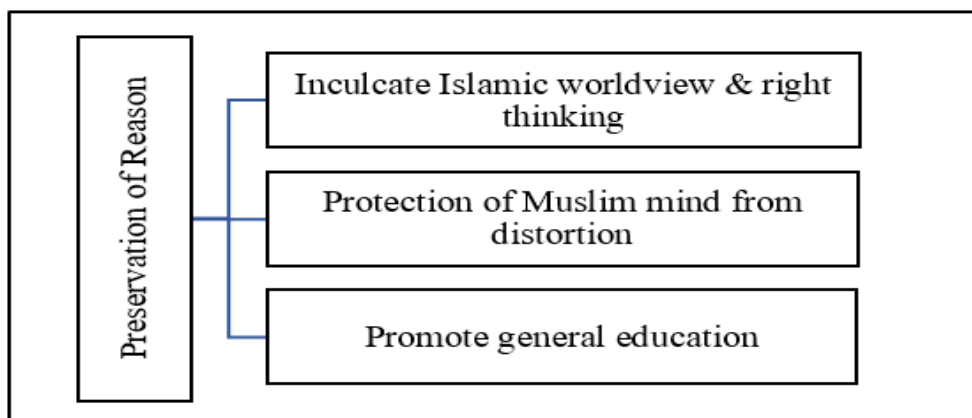 Preservation of Reason
Inculcate Islamic worldview & right
thinking
Protection of Muslim mind from
distortion
Promote general education